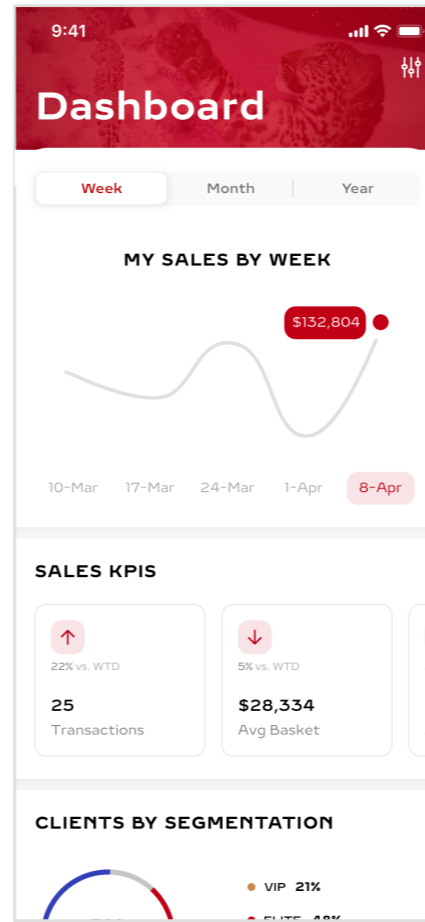 9:41
Dashboard
Week Month Year
MY SALES BY WEEK
$132,804
10-Mar 17-Mar 24-Mar 1-Apr 8-Apr
SALES KPIS
22% vs. WTD 5% vs. WTD
25 $28,334
Transactions Avg Basket
CLIENTS BY SEGMENTATION
VIP 21%
ELITE 48%